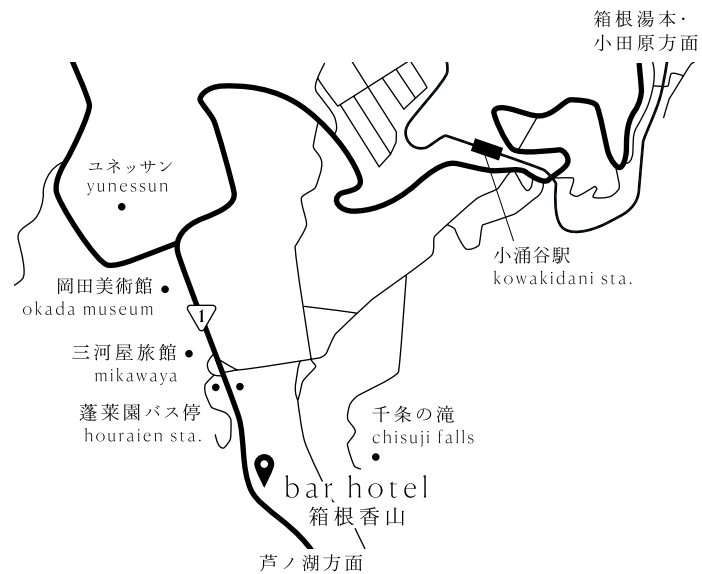 箱根湯本・
小田原方面
ユネッサン
yunessun
小涌谷駅
kowakidani sta.
岡田美術館
okada museum
1
三河屋旅館
mikawaya
蓬莱園バス停
houraien sta.
千条の滝
chisuji falls
bar hotel
箱根香山
芦ノ湖方面